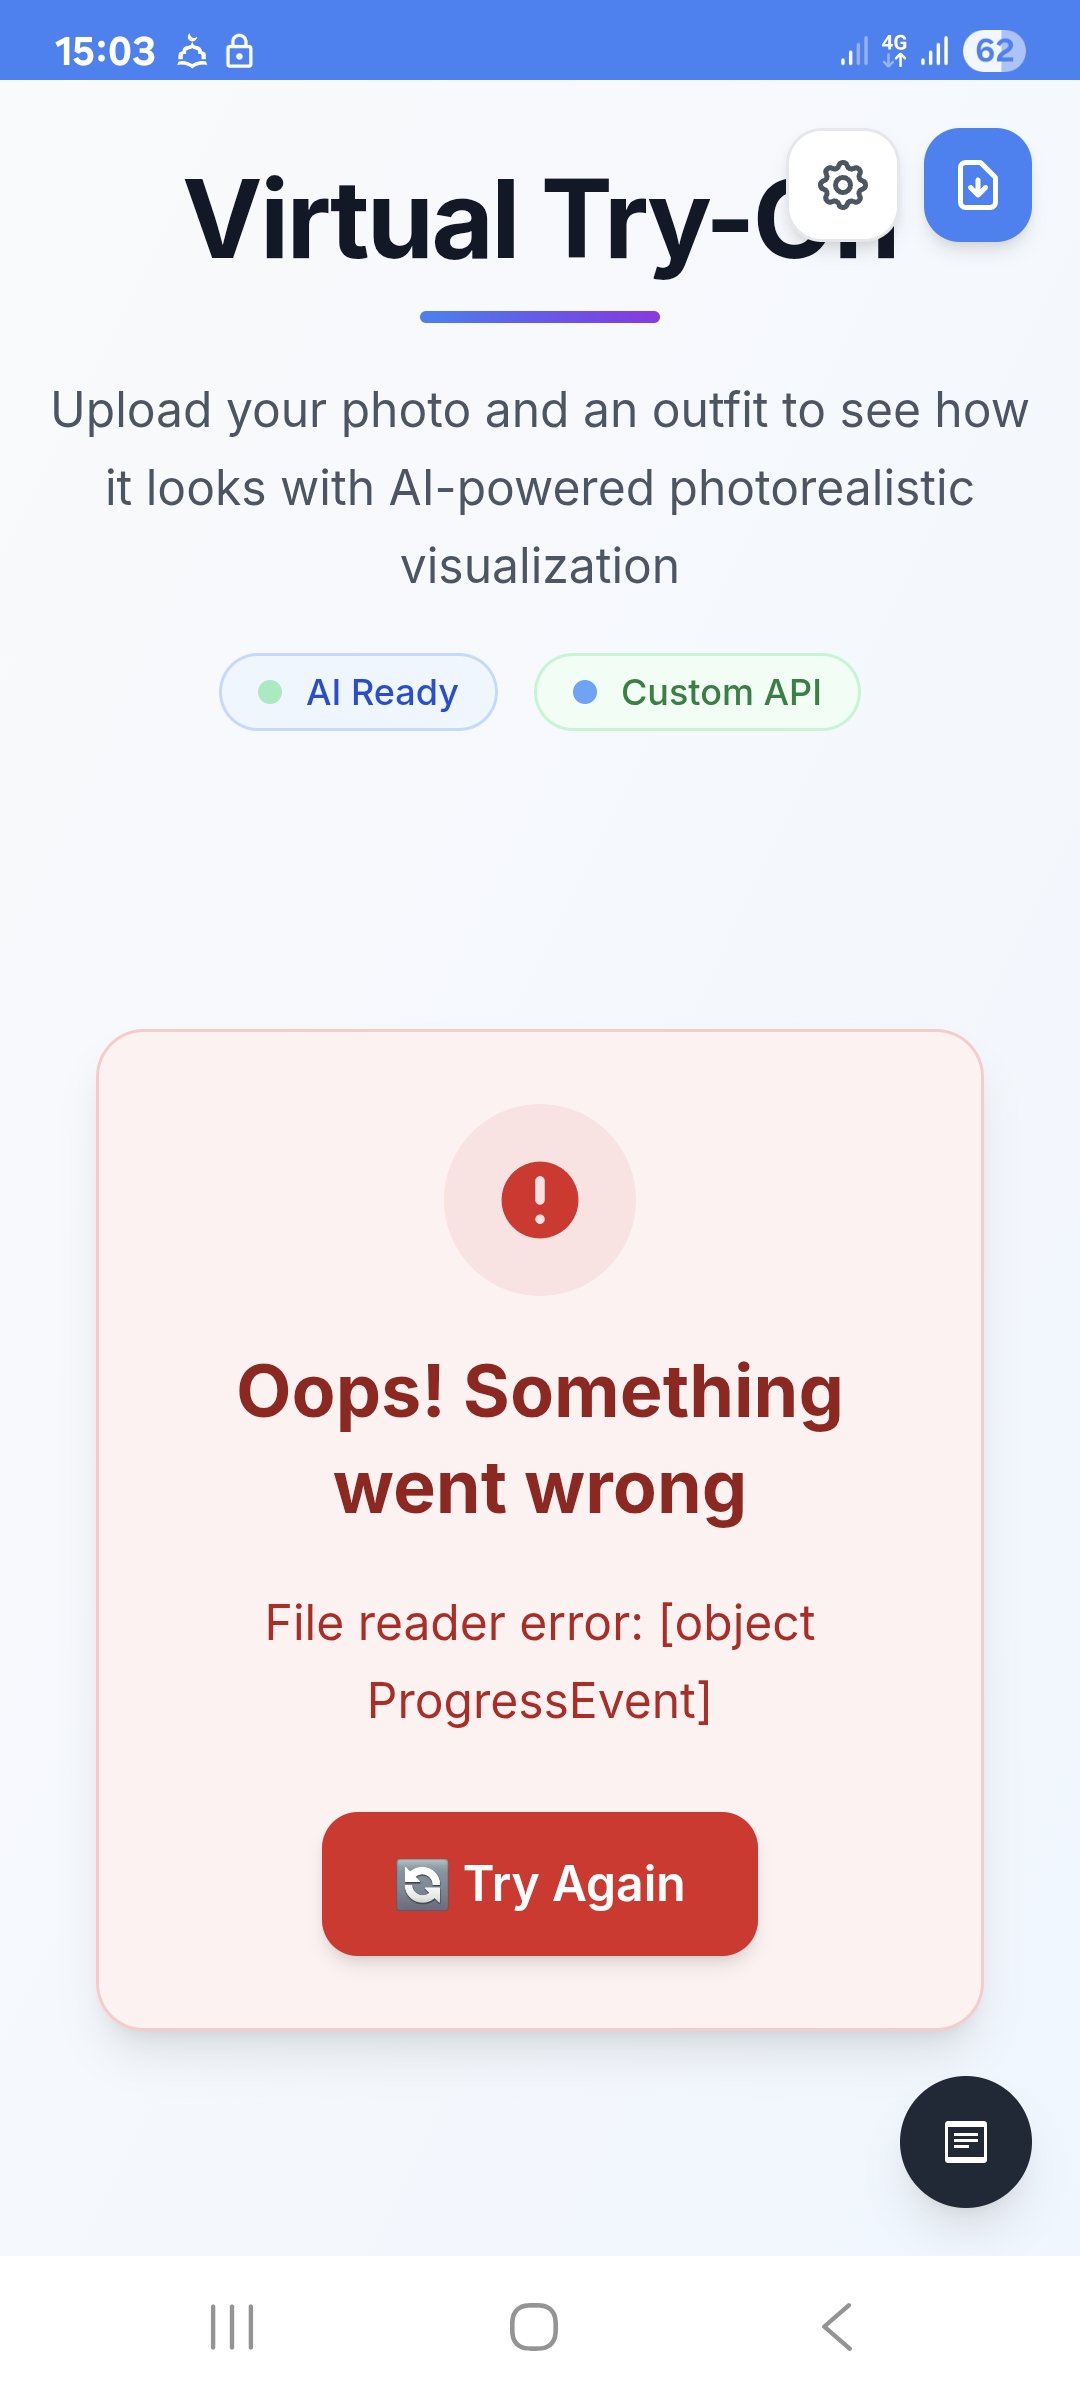 15:03
4G
62
Virtual Try-On
Upload your photo and an outfit to see how
it looks with AI-powered photorealistic
visualization
AI Ready
Custom API
Oops! Something
went wrong
File reader error: [object
ProgressEvent]
Try Again